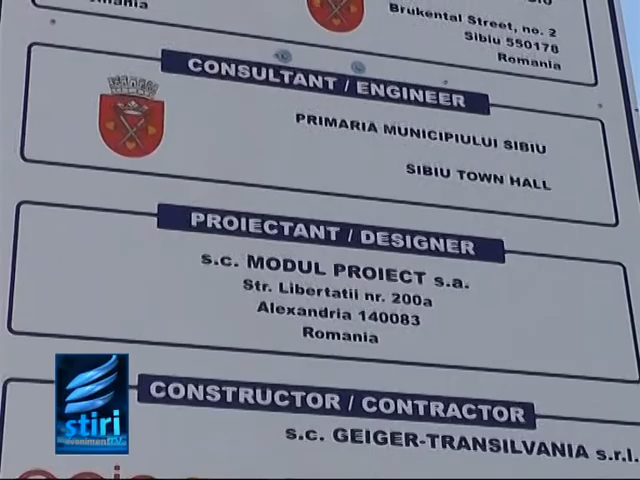 Brukental Street, no. 2
Sibiu 550178
Romania
CONSULTANT / ENGINEER
PRIMARIA MUNICIPIULUI SIBIU
SIBIU TOWN HALL
PROIECTANT / DESIGNER
s.c. MODUL PROIECT s.a.
Str. Libertatii nr. 200a
Alexandria 140083
Romania
CONSTRUCTOR / CONTRACTOR
s.c. GEIGER-TRANSILVANIA s.r.l.
stiri